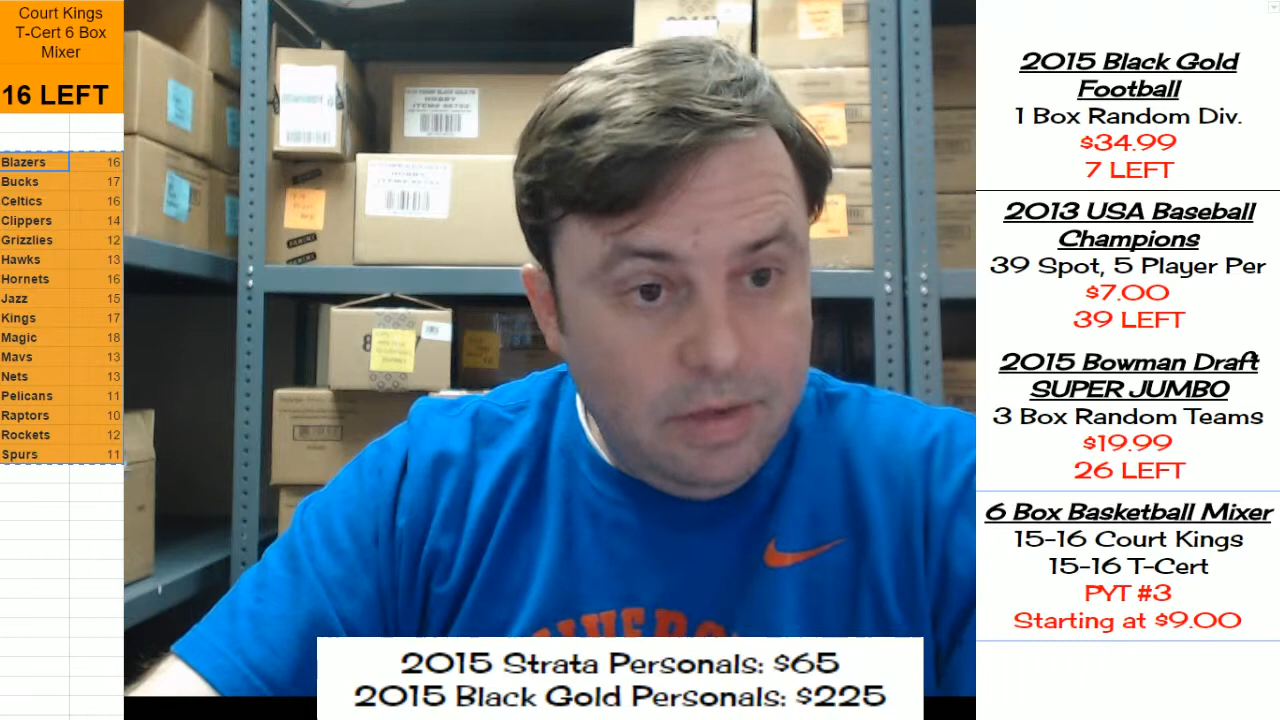 Court Kings
T-Cert 6 Box
Mixer
16 LEFT
Blazers 16
Bucks 17
Celtics 16
Clippers 14
Grizzlies 12
Hawks 13
Hornets 16
Jazz 15
Kings 17
Magic 18
Mavs 13
Nets 13
Pelicans 11
Raptors 10
Rockets 12
Spurs 11
HOBBY
HOBBY
2015 Strata Personals: $65
2015 Black Gold Personals: $225
2015 Black Gold
Football
1 Box Random Div.
$34.99
7 LEFT
2013 USA Baseball
Champions
39 Spot, 5 Player Per
$7.00
39 LEFT
2015 Bowman Draft
SUPER JUMBO
3 Box Random Teams
$19.99
26 LEFT
6 Box Basketball Mixer
15-16 Court Kings
15-16 T-Cert
PYT #3
Starting at $9.00